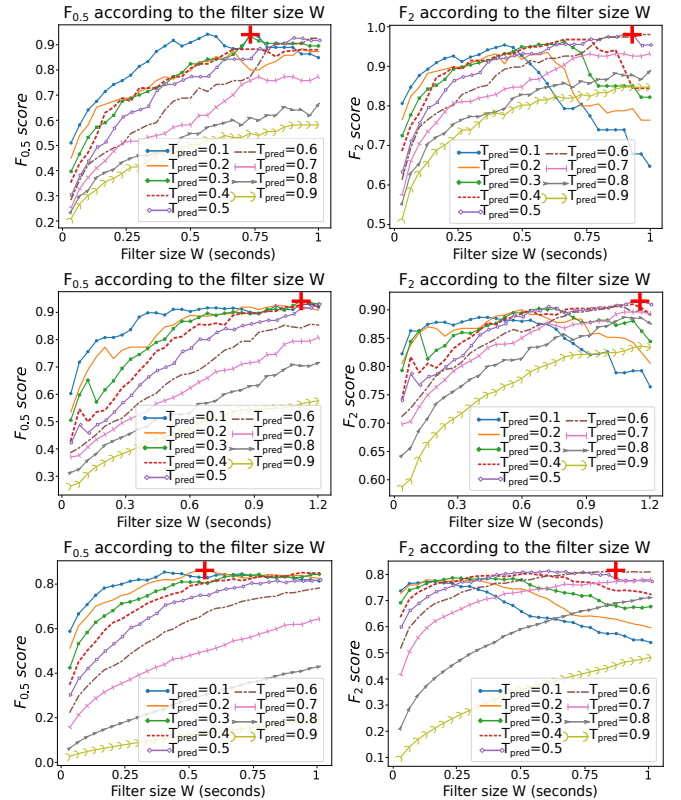 F0.5 according to the filter size W
F0.5 score
0.9
0.8
0.7
0.6
0.5
0.4
0.3
0.2
Tpred=0.1
Tpred=0.2
Tpred=0.3
Tpred=0.4
Tpred=0.5
Tpred=0.6
Tpred=0.7
Tpred=0.8
Tpred=0.9
0 0.25 0.5 0.75 1
Filter size W (seconds)
F2 according to the filter size W
F2 score
1.0
0.9
0.8
0.7
0.6
0.5
Tpred=0.1
Tpred=0.2
Tpred=0.3
Tpred=0.4
Tpred=0.5
Tpred=0.6
Tpred=0.7
Tpred=0.8
Tpred=0.9
0 0.25 0.5 0.75 1
Filter size W (seconds)
F0.5 according to the filter size W
F0.5 score
0.9
0.8
0.7
0.6
0.5
0.4
0.3
Tpred=0.1
Tpred=0.2
Tpred=0.3
Tpred=0.4
Tpred=0.5
Tpred=0.6
Tpred=0.7
Tpred=0.8
Tpred=0.9
0 0.3 0.6 0.9 1.2
Filter size W (seconds)
F2 according to the filter size W
F2 score
0.90
0.85
0.80
0.75
0.70
0.65
0.60
Tpred=0.1
Tpred=0.2
Tpred=0.3
Tpred=0.4
Tpred=0.5
Tpred=0.6
Tpred=0.7
Tpred=0.8
Tpred=0.9
0 0.3 0.6 0.9 1.2
Filter size W (seconds)
F0.5 according to the filter size W
F0.5 score
0.8
0.6
0.4
0.2
0.0
Tpred=0.1
Tpred=0.2
Tpred=0.3
Tpred=0.4
Tpred=0.5
Tpred=0.6
Tpred=0.7
Tpred=0.8
Tpred=0.9
0 0.25 0.5 0.75 1
Filter size W (seconds)
F2 according to the filter size W
F2 score
0.8
0.7
0.6
0.5
0.4
0.3
0.2
0.1
Tpred=0.1
Tpred=0.2
Tpred=0.3
Tpred=0.4
Tpred=0.5
Tpred=0.6
Tpred=0.7
Tpred=0.8
Tpred=0.9
0 0.25 0.5 0.75 1
Filter size W (seconds)